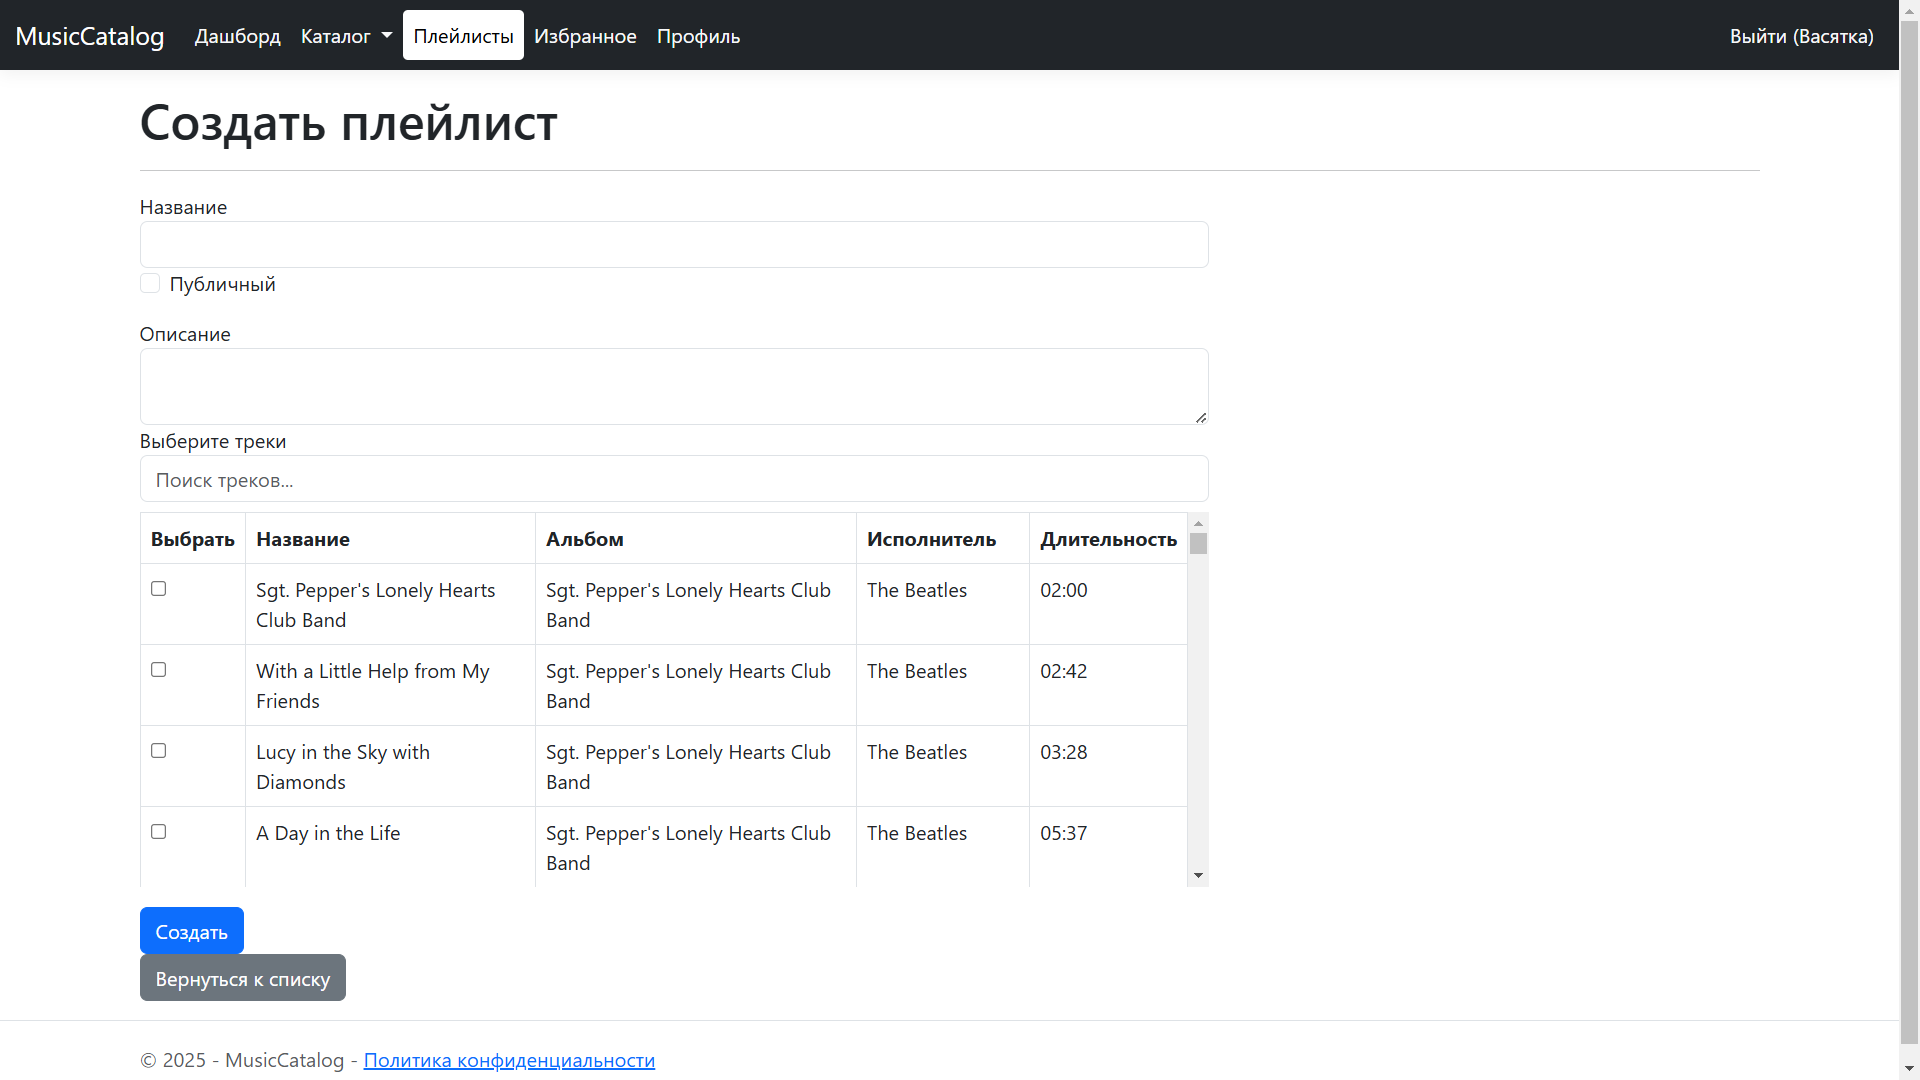 MusicCatalog Дашборд Каталог Плейлисты Избранное Профиль Выйти (Васятка)
Создать плейлист
Название
Публичный
Описание
Выберите треки
Поиск треков...
Выбрать Название Альбом Исполнитель Длительность
Sgt. Pepper's Lonely Hearts Sgt. Pepper's Lonely Hearts Club The Beatles 02:00
Club Band Band
With a Little Help from My Sgt. Pepper's Lonely Hearts Club The Beatles 02:42
Friends Band
Lucy in the Sky with Sgt. Pepper's Lonely Hearts Club The Beatles 03:28
Diamonds Band
A Day in the Life Sgt. Pepper's Lonely Hearts Club The Beatles 05:37
Band
Создать
Вернуться к списку
© 2025 - MusicCatalog - Политика конфиденциальности